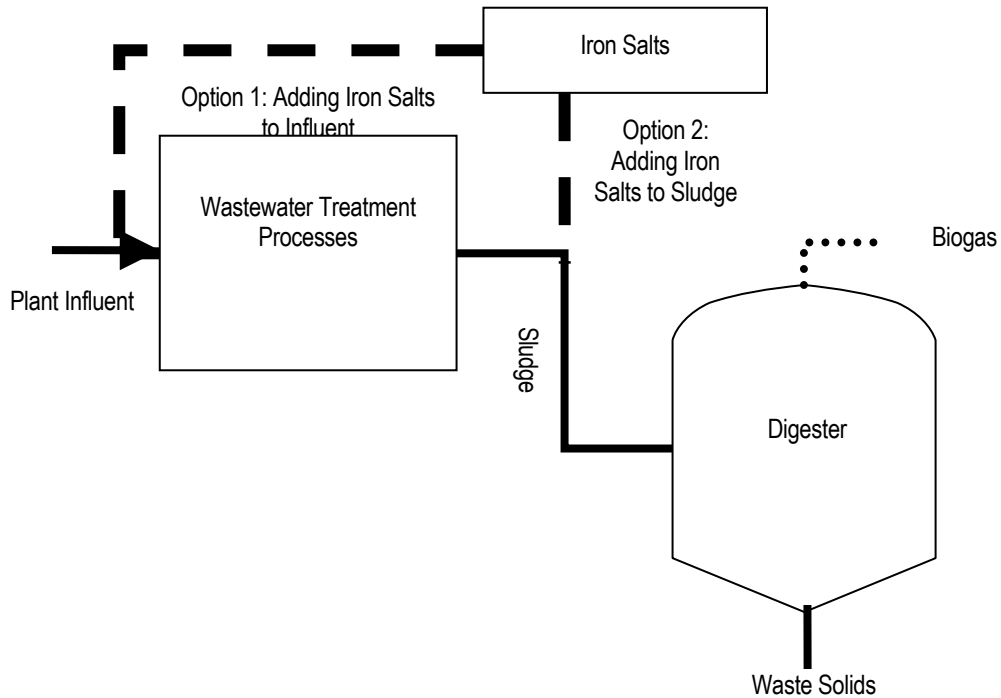 Iron Salts
Option 1: Adding Iron Salts
to Influent
Option 2:
Adding Iron
Salts to Sludge
Wastewater Treatment
Processes
Biogas
Plant Influent
Sludge
Digester
Waste Solids